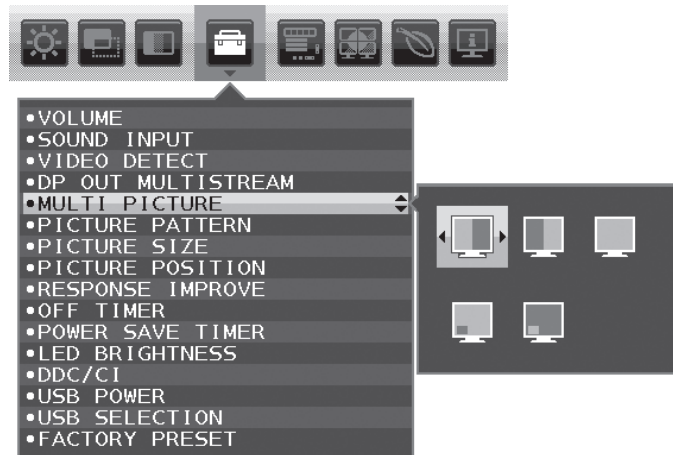 •VOLUME
•SOUND INPUT
•VIDEO DETECT
•DP OUT MULTISTREAM
•MULTI PICTURE
•PICTURE PATTERN
•PICTURE SIZE
•PICTURE POSITION
•RESPONSE IMPROVE
•OFF TIMER
•POWER SAVE TIMER
•LED BRIGHTNESS
•DDC/CI
•USB POWER
•USB SELECTION
•FACTORY PRESET